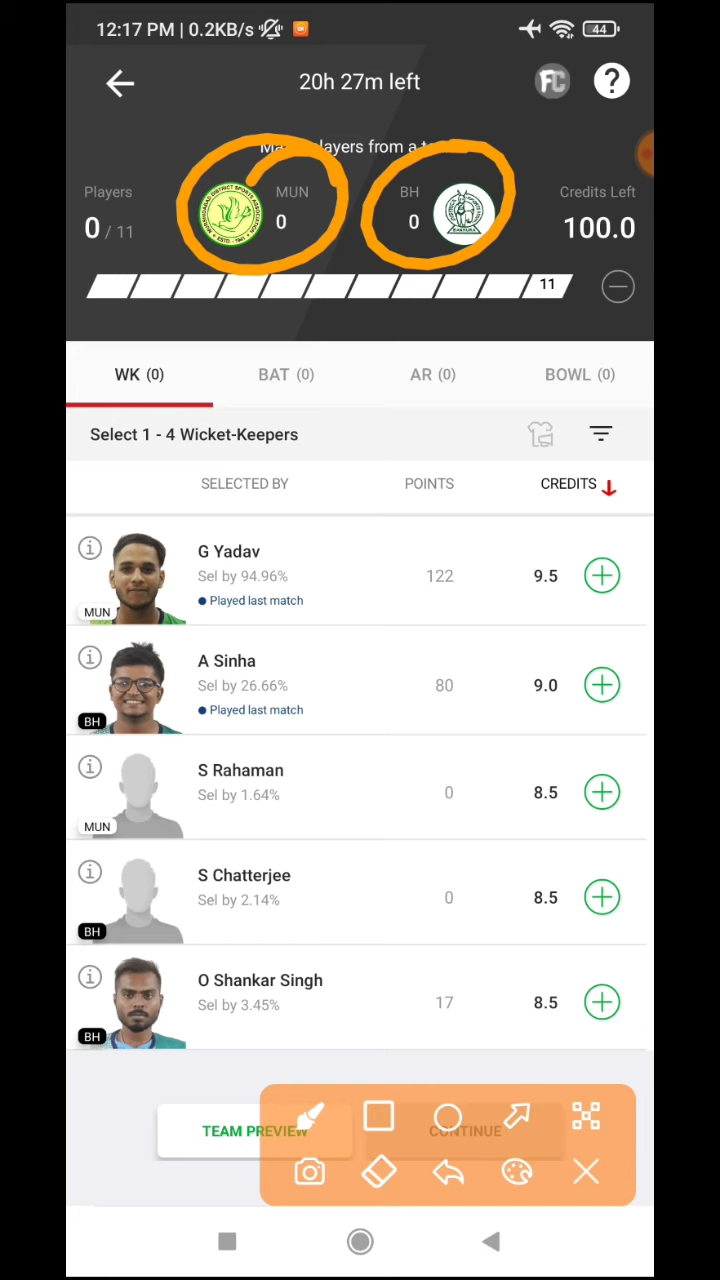 12:17 PM | 0.2KB/s
44
20h 27m left
FC
?
players from a
Players
MUN
BH
Credits Left
0 / 11
0
0
100.0
11
WK (0)
BAT (0)
AR (0)
BOWL (0)
Select 1 - 4 Wicket-Keepers
SELECTED BY
POINTS
CREDITS
G Yadav
Sel by 94.96%
122
9.5
Played last match
MUN
A Sinha
Sel by 26.66%
80
9.0
Played last match
BH
S Rahaman
Sel by 1.64%
0
8.5
MUN
S Chatterjee
Sel by 2.14%
0
8.5
BH
O Shankar Singh
Sel by 3.45%
17
8.5
BH
TEAM PREVIEW
CONTINUE